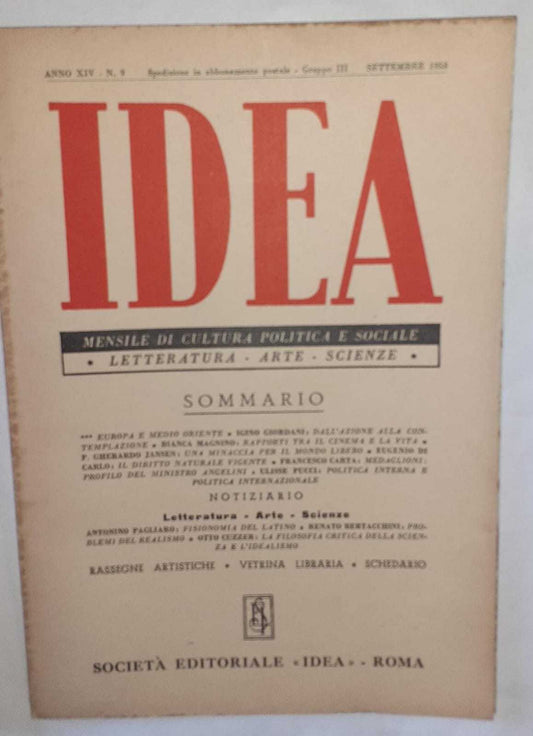 ANNO XIV - N. 9 Spedizione in abbonamento postale - Gruppo III SETTEMBRE 1958
IDEA
MENSILE DI CULTURA POLITICA E SOCIALE
* LETTERATURA - ARTE - SCIENZE *
SOMMARIO
*** EUROPA E MEDIO ORIENTE * IGINO GIORDANI: DALL'AZIONE ALLA CON-
TEMPLAZIONE * BIANCA MAGNINO: RAPPORTI TRA IL CINEMA E LA VITA *
P. GHERARDO JANSEN: UNA MINACCIA PER IL MONDO LIBERO * EUGENIO DI
CARLO: IL DIRITTO NATURALE VIGENTE * FRANCESCO CARTA: MEDAGLIONI:
PROFILO DEL MINISTRO ANGELINI * ULISSE PUCCI: POLITICA INTERNA E
POLITICA INTERNAZIONALE
NOTIZIARIO
Letteratura - Arte - Scienze
ANTONINO PAGLIARO: FISIONOMIA DEL LATINO * RENATO BERTACCHINI: PRO-
BLEMI DEL REALISMO * OTTO CUZZER: LA FILOSOFIA CRITICA DELLA SCIEN-
ZA E L'IDEALISMO
RASSEGNE ARTISTICHE * VETRINA LIBRARIA * SCHEDARIO
SOCIETÀ EDITORIALE «IDEA» - ROMA